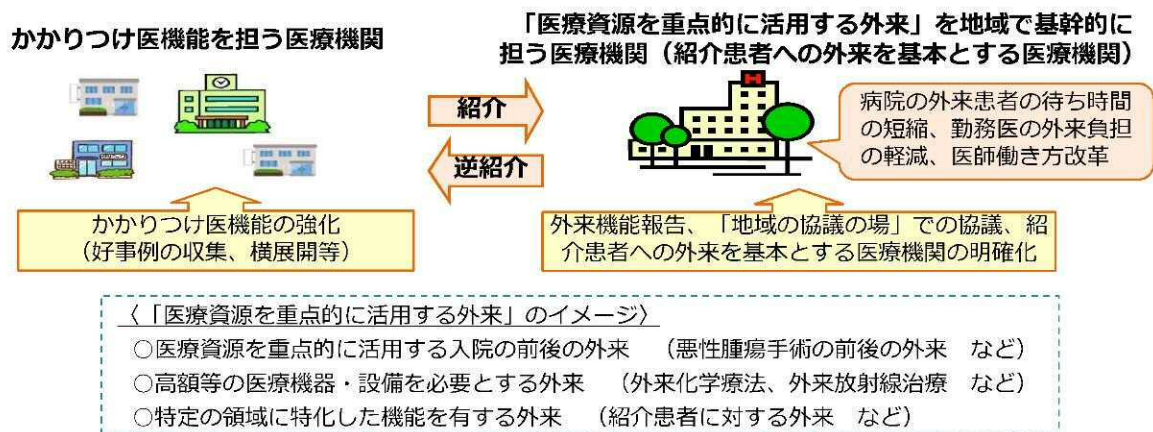 かかりつけ医機能を担う医療機関
「医療資源を重点的に活用する外来」を地域で基幹的に
担う医療機関（紹介患者への外来を基本とする医療機関）
紹介
逆紹介
病院の外来患者の待ち時間
の短縮、勤務医の外来負担
の軽減、医師働き方改革
かかりつけ医機能の強化
（好事例の収集、横展開等）
外来機能報告、「地域の協議の場」での協議、紹
介患者への外来を基本とする医療機関の明確化
〈「医療資源を重点的に活用する外来」のイメージ〉
○医療資源を重点的に活用する入院の前後の外来　（悪性腫瘍手術の前後の外来　など）
○高額等の医療機器・設備を必要とする外来　（外来化学療法、外来放射線治療　など）
○特定の領域に特化した機能を有する外来　（紹介患者に対する外来　など）